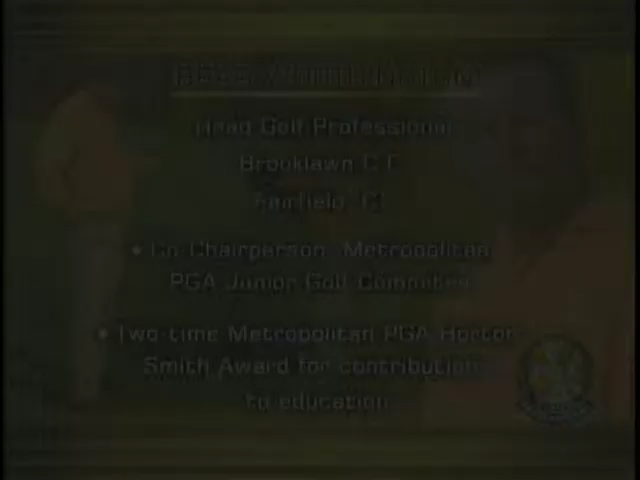 Head Golf Professional
Brooklawn C.C.
Fairfield, CT
• Co-Chairperson, Metropolitan
PGA Junior Golf Committee
• Two-time Metropolitan PGA Horton
Smith Award for contributions
to education